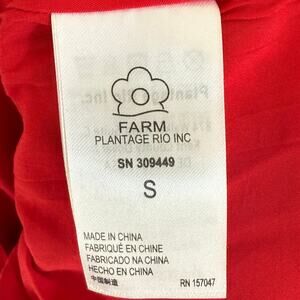 FARM
PLANTAGE RIO INC
SN 309449
S
MADE IN CHINA
FABRIQUÉ EN CHINE
FABRICADO NA CHINA
HECHO EN CHINA
中国制造
RN 157047